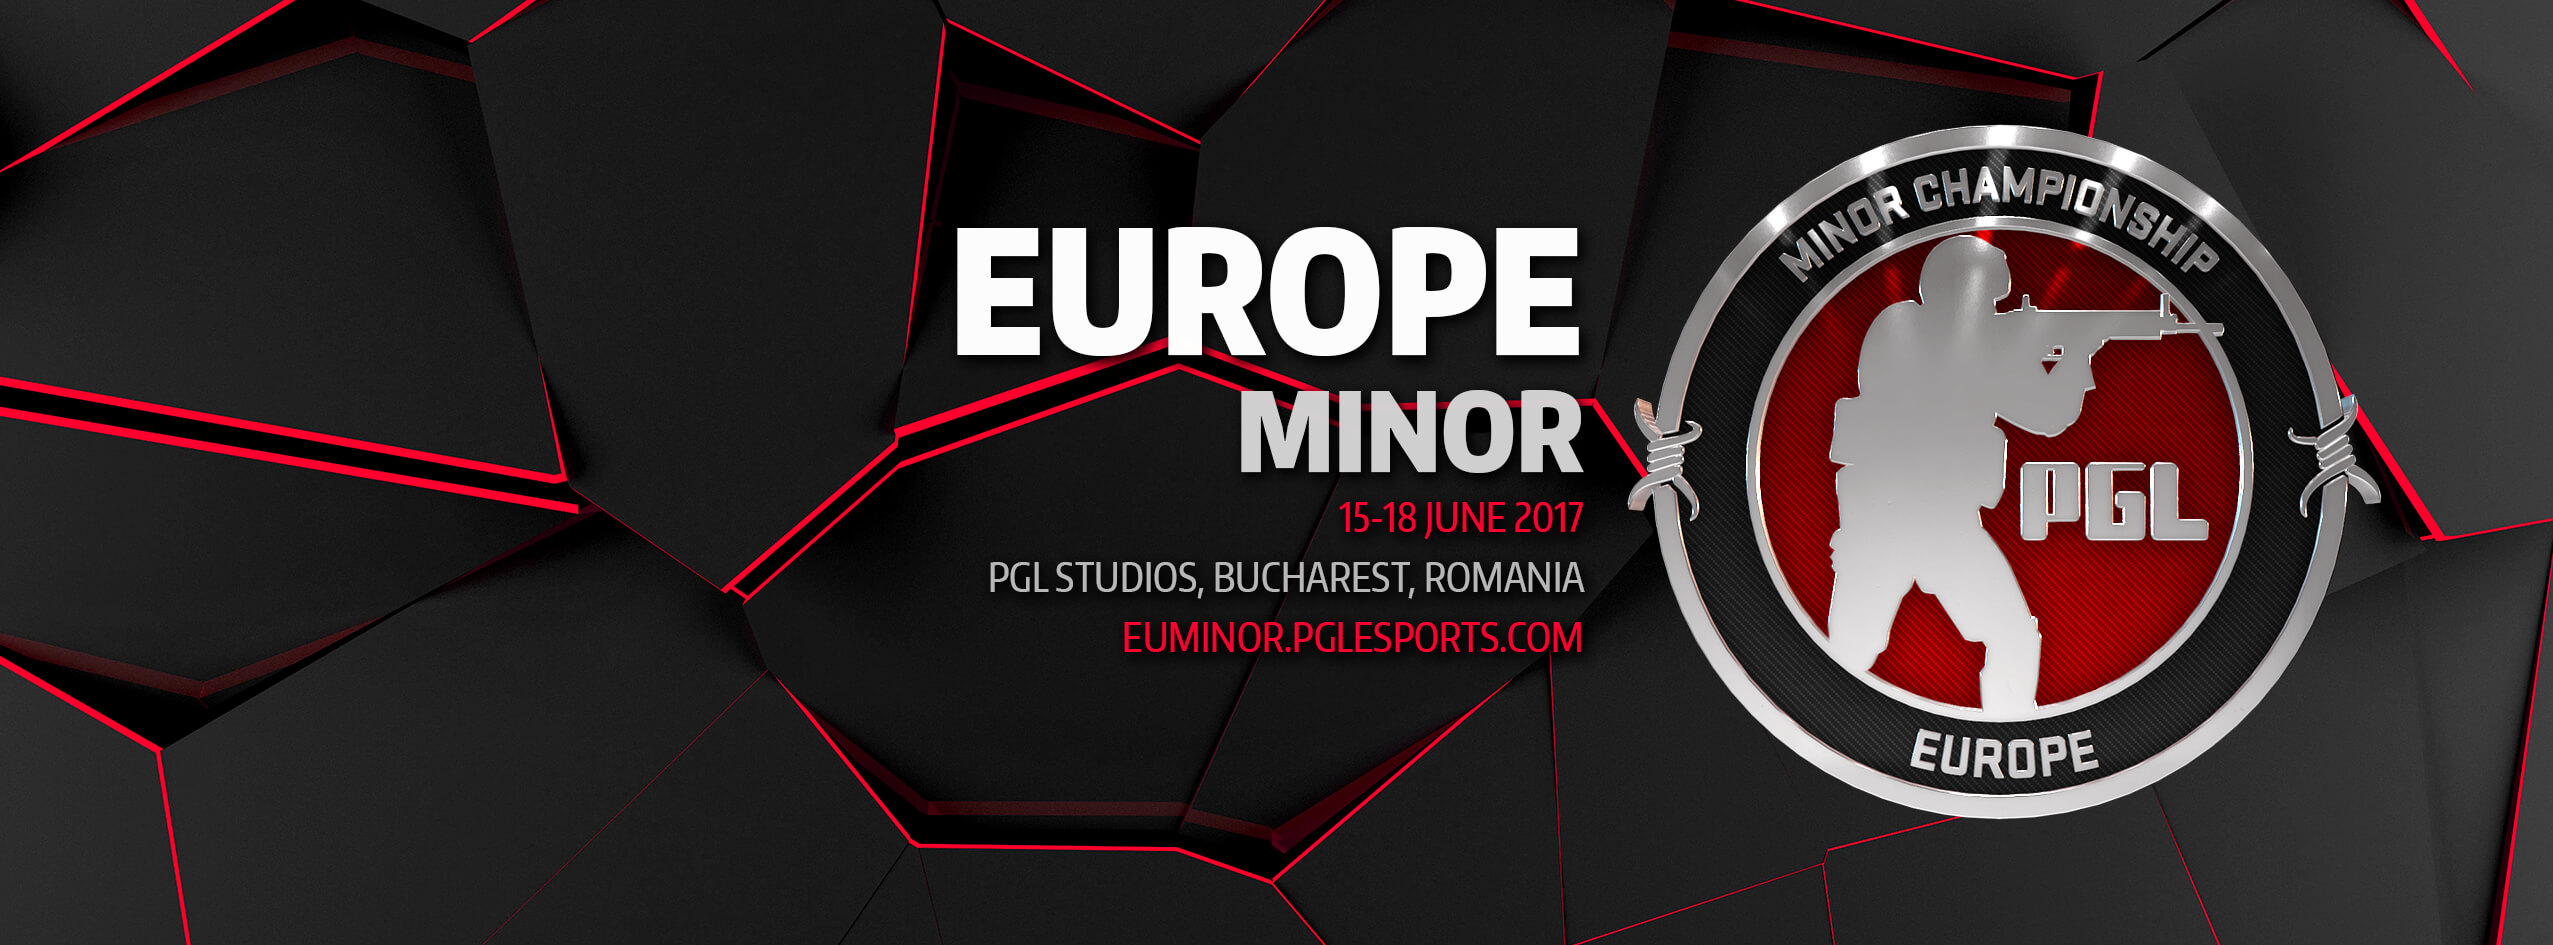 EUROPE
MINOR
15-18 JUNE 2017
PGL STUDIOS, BUCHAREST, ROMANIA
EUMINOR.PGLESPORTS.COM
MINOR CHAMPIONSHIP
PGL
EUROPE